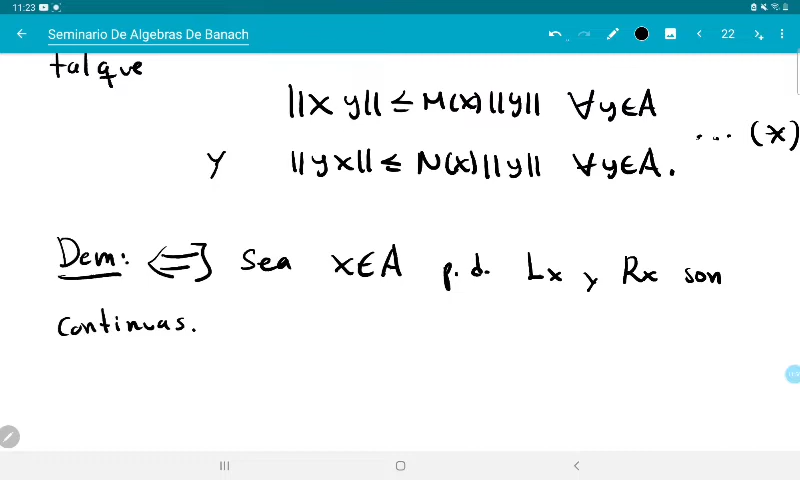 11:23
Seminario De Algebras De Banach
22
tal que
||x y|| ≤ M(x) ||y|| ∀ y ∈ A
... (*)
y ||y x|| ≤ N(x) ||y|| ∀ y ∈ A.
Dem: <=] Sea x ∈ A p.d. Lx y Rx son
continuas.